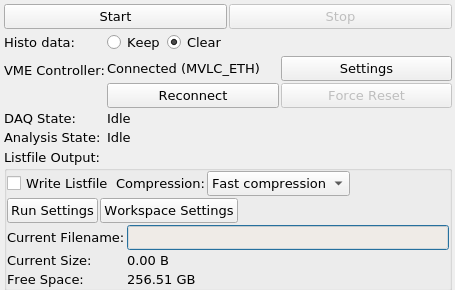 Start Stop
Histo data: Keep Clear
VME Controller: Connected (MVLC_ETH) Settings
Reconnect Force Reset
DAQ State: Idle
Analysis State: Idle
Listfile Output:
Write Listfile Compression: Fast compression
Run Settings Workspace Settings
Current Filename:
Current Size: 0.00 B
Free Space: 256.51 GB